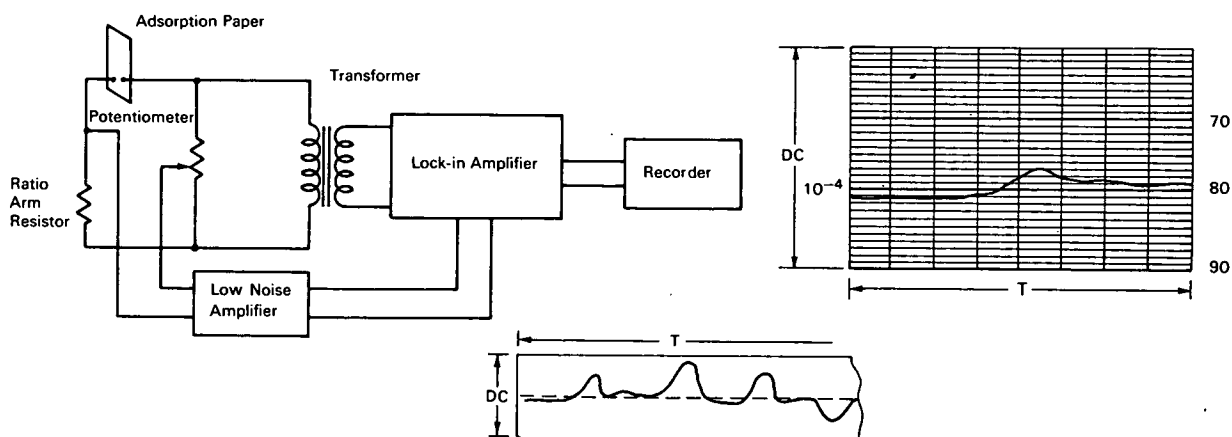 Adsorption Paper
Transformer
Potentiometer
Ratio
Arm
Resistor
Lock-in Amplifier
Recorder
Low Noise
Amplifier
DC
10⁻⁴
70
80
90
T
T
DC